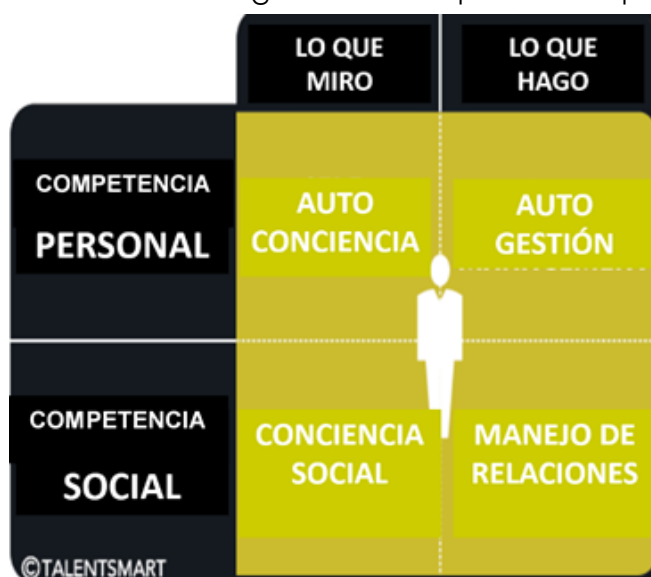 LO QUE
MIRO
LO QUE
HAGO
COMPETENCIA
PERSONAL
AUTO
CONCIENCIA
AUTO
GESTIÓN
COMPETENCIA
SOCIAL
CONCIENCIA
SOCIAL
MANEJO DE
RELACIONES
©TALENTSMART